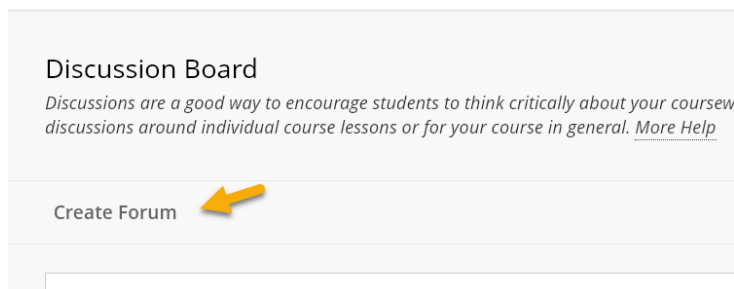 Discussion Board
Discussions are a good way to encourage students to think critically about your
discussions around individual course lessons or for your course in general. More Help
Create Forum